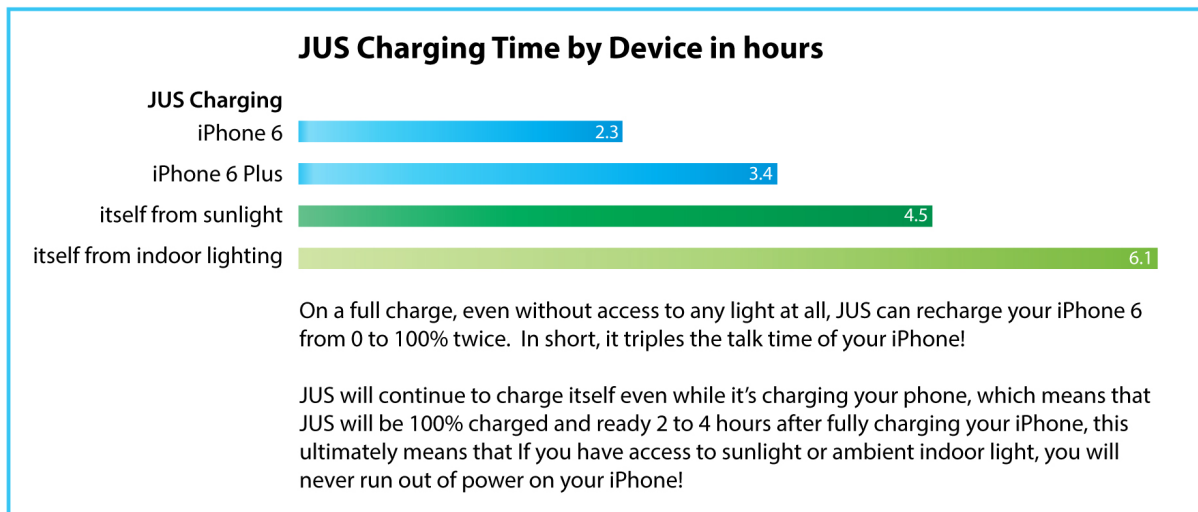 JUS Charging Time by Device in hours
JUS Charging
iPhone 6
2.3
iPhone 6 Plus
3.4
itself from sunlight
4.5
itself from indoor lighting
6.1
On a full charge, even without access to any light at all, JUS can recharge your iPhone 6
from 0 to 100% twice.  In short, it triples the talk time of your iPhone!
JUS will continue to charge itself even while it's charging your phone, which means that
JUS will be 100% charged and ready 2 to 4 hours after fully charging your iPhone, this
ultimately means that If you have access to sunlight or ambient indoor light, you will
never run out of power on your iPhone!